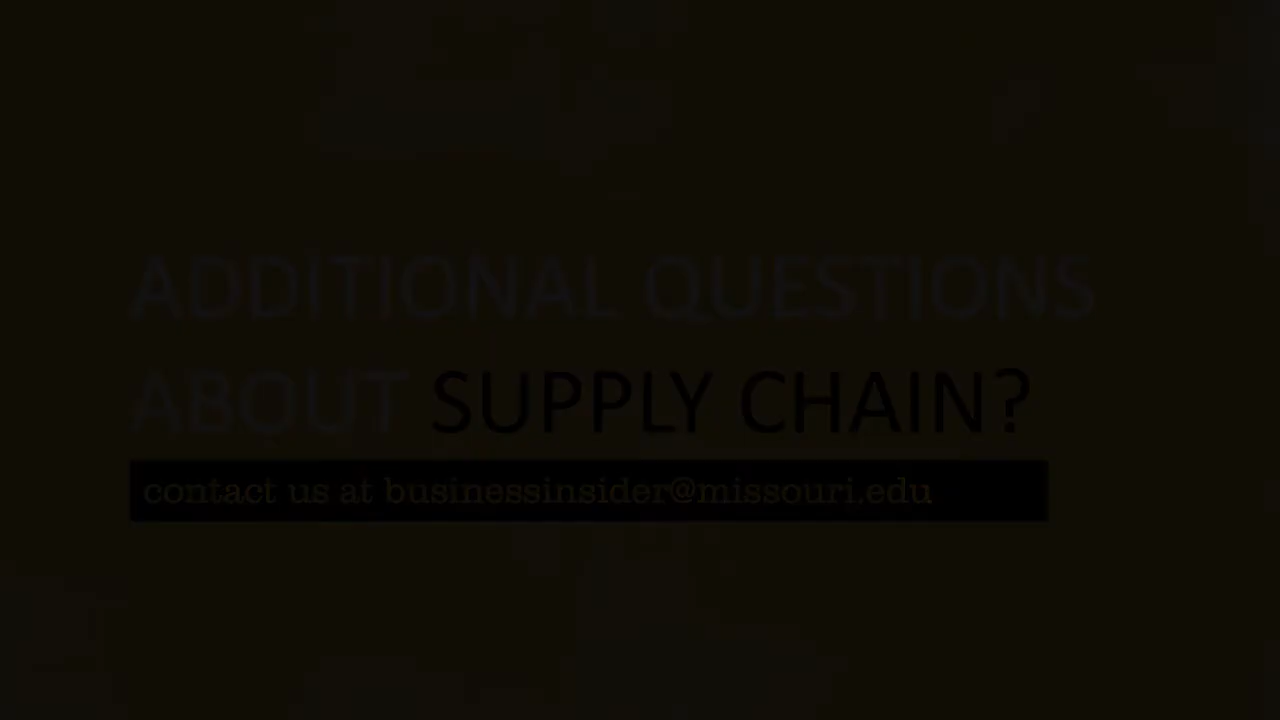 ADDITIONAL QUESTIONS
ABOUT SUPPLY CHAIN?
contact us at businessinsider@missouri.edu